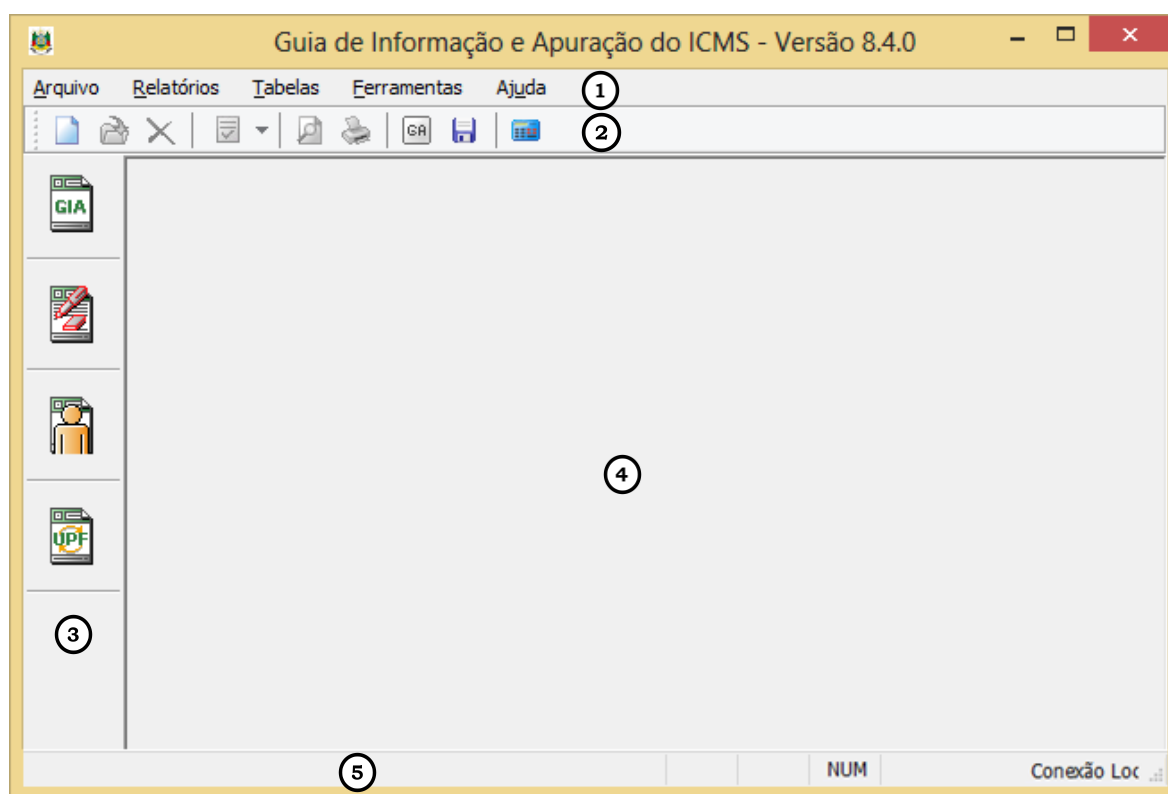 Guia de Informação e Apuração do ICMS - Versão 8.4.0
Arquivo Relatórios Tabelas Ferramentas Ajuda 1
GA 2
GIA
4
UPF
3
5 NUM Conexão Loc